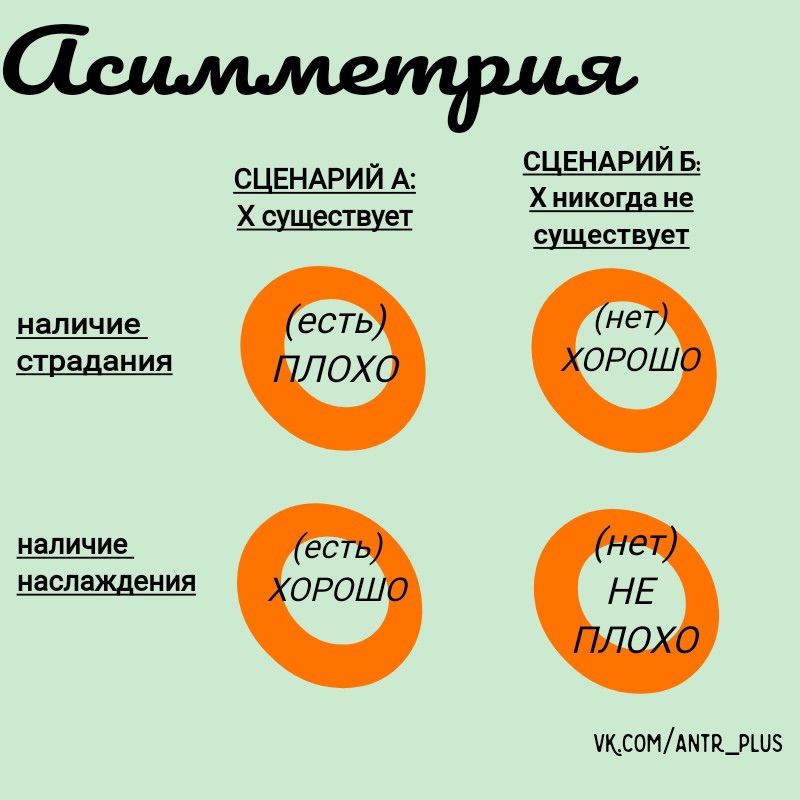 Асимметрия
СЦЕНАРИЙ А:
X существует
СЦЕНАРИЙ Б:
X никогда не
существует
наличие
страдания
(есть)
ПЛОХО
(нет)
ХОРОШО
наличие
наслаждения
(есть)
ХОРОШО
(нет)
НЕ
ПЛОХО
VK.COM/ANTR_PLUS